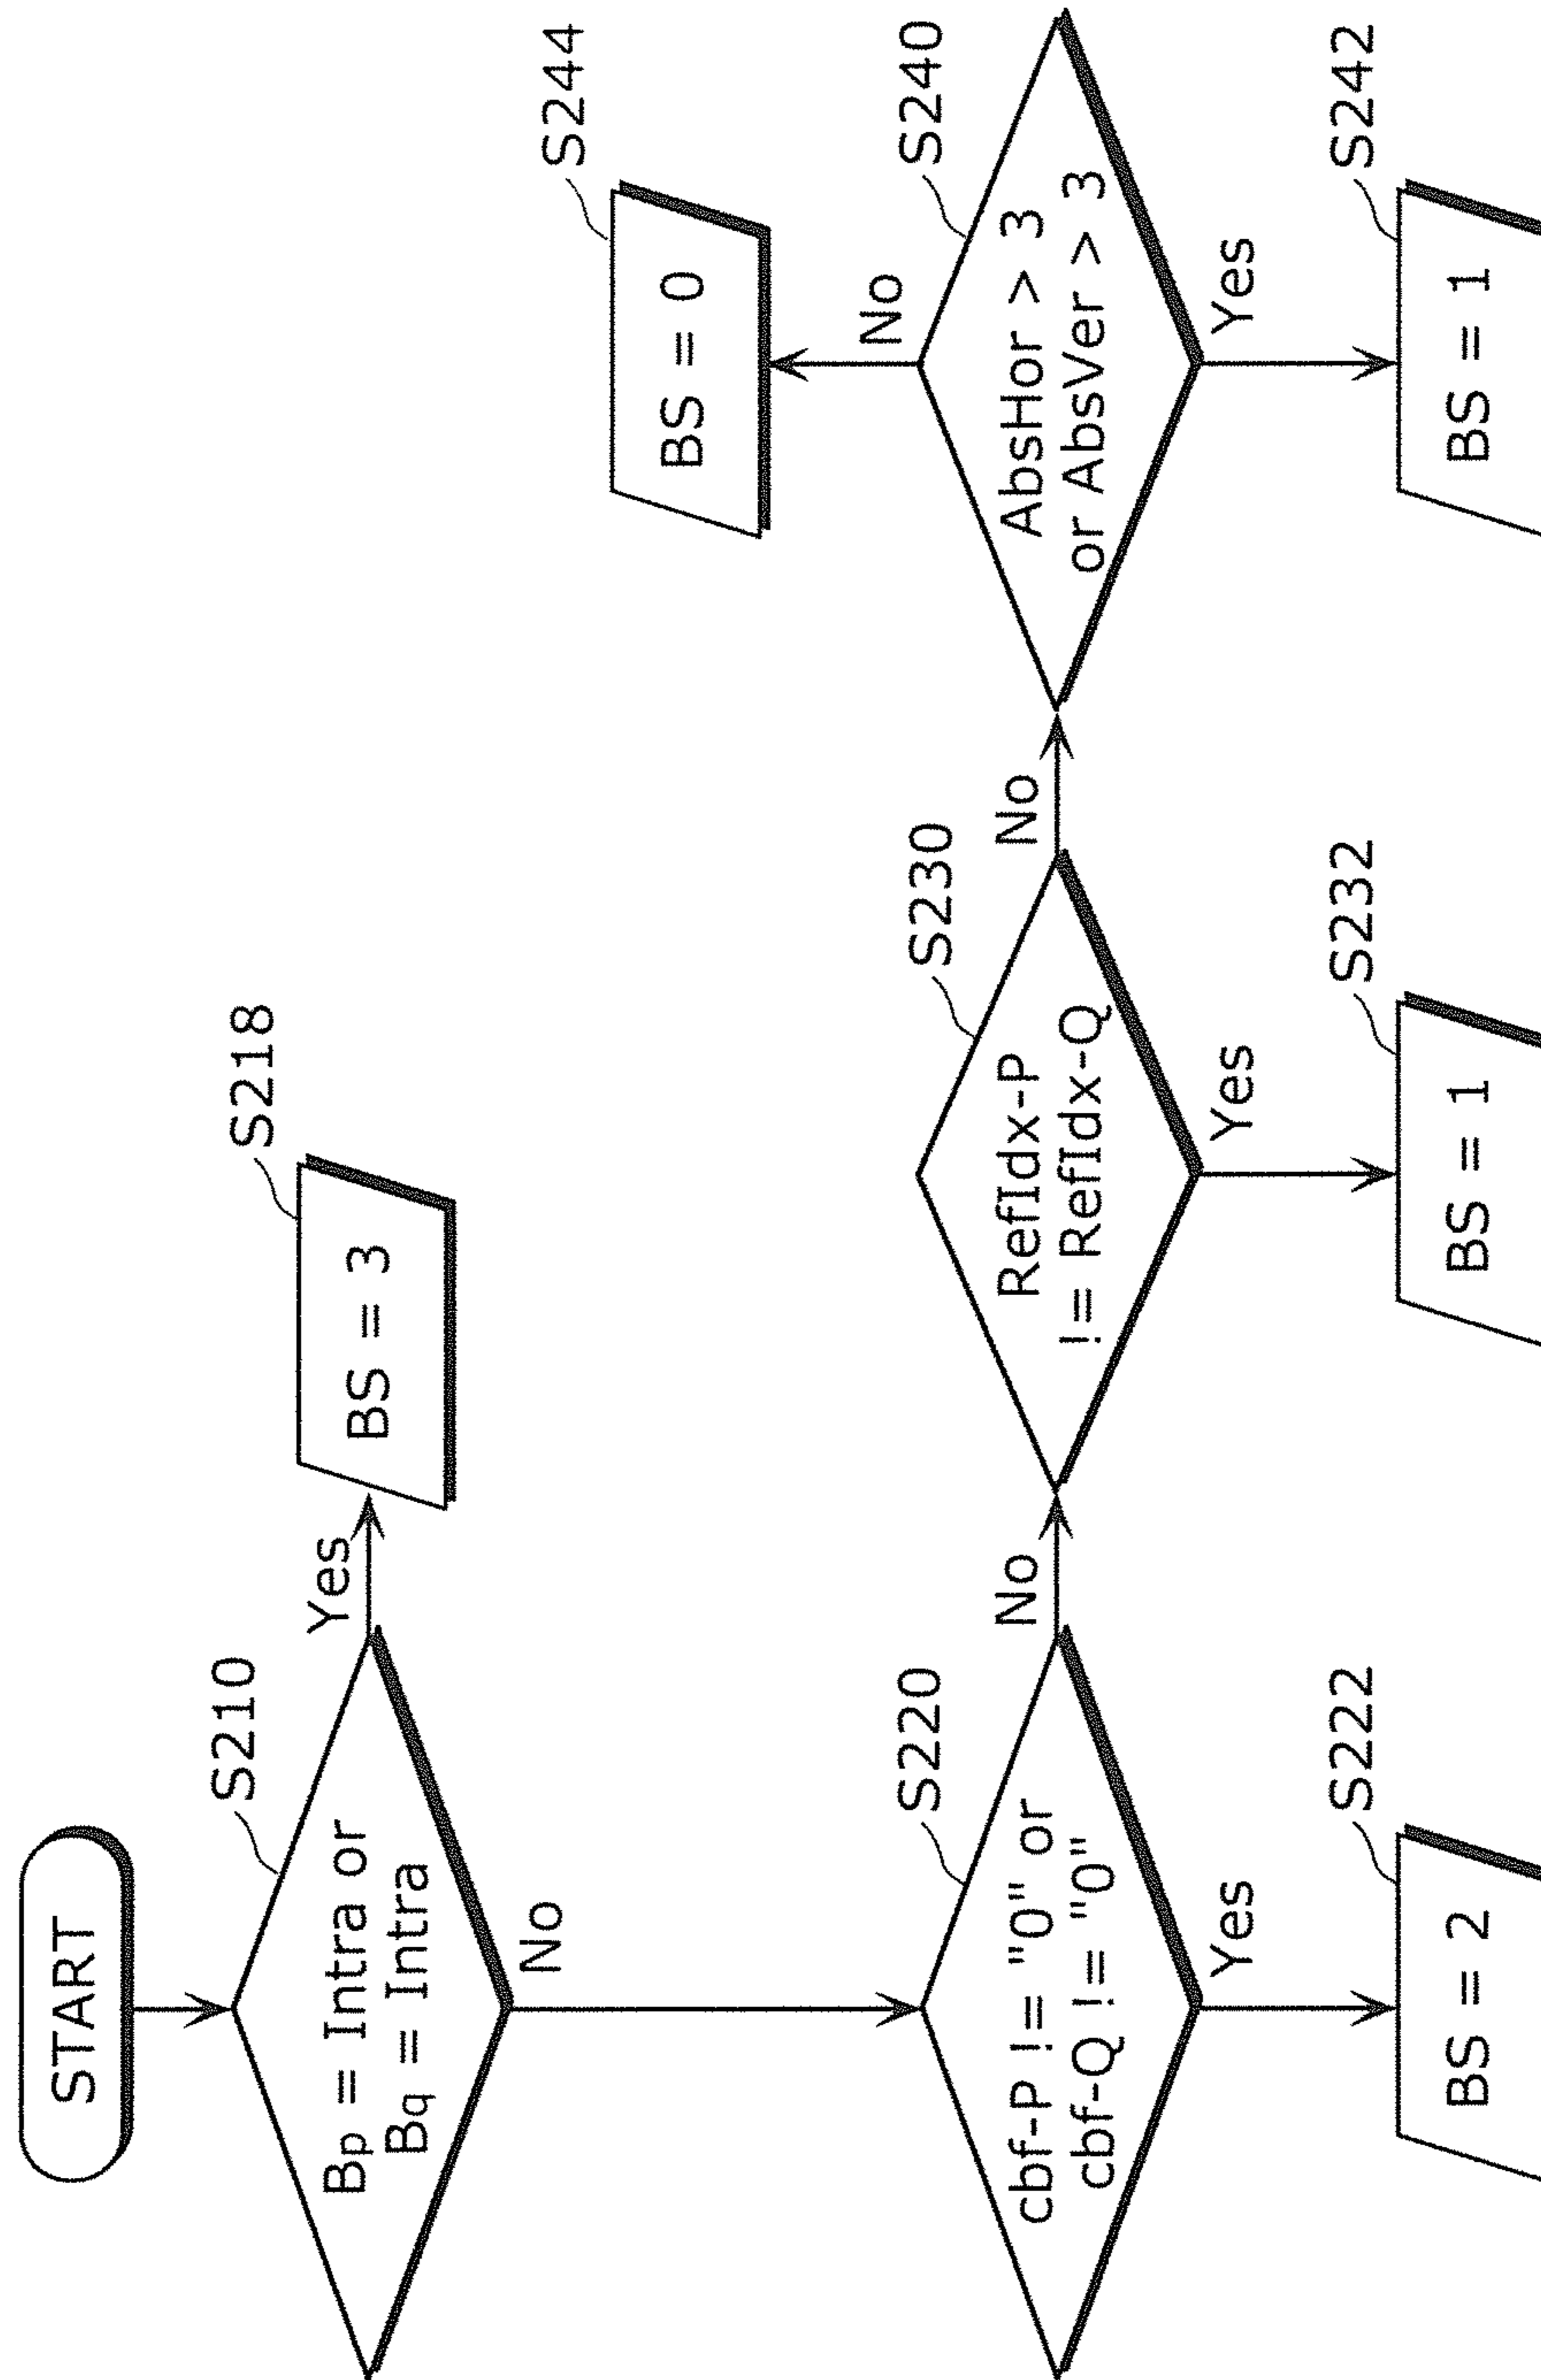 START
S210
Bp = Intra or
Bq = Intra
Yes
S218
BS = 3
No
S220
cbf-P != "0" or
cbf-Q != "0"
Yes
S222
BS = 2
No
S230
RefIdx-P
!= RefIdx-Q
Yes
S232
BS = 1
No
S240
AbsHor > 3
or AbsVer > 3
No
S244
BS = 0
Yes
S242
BS = 1